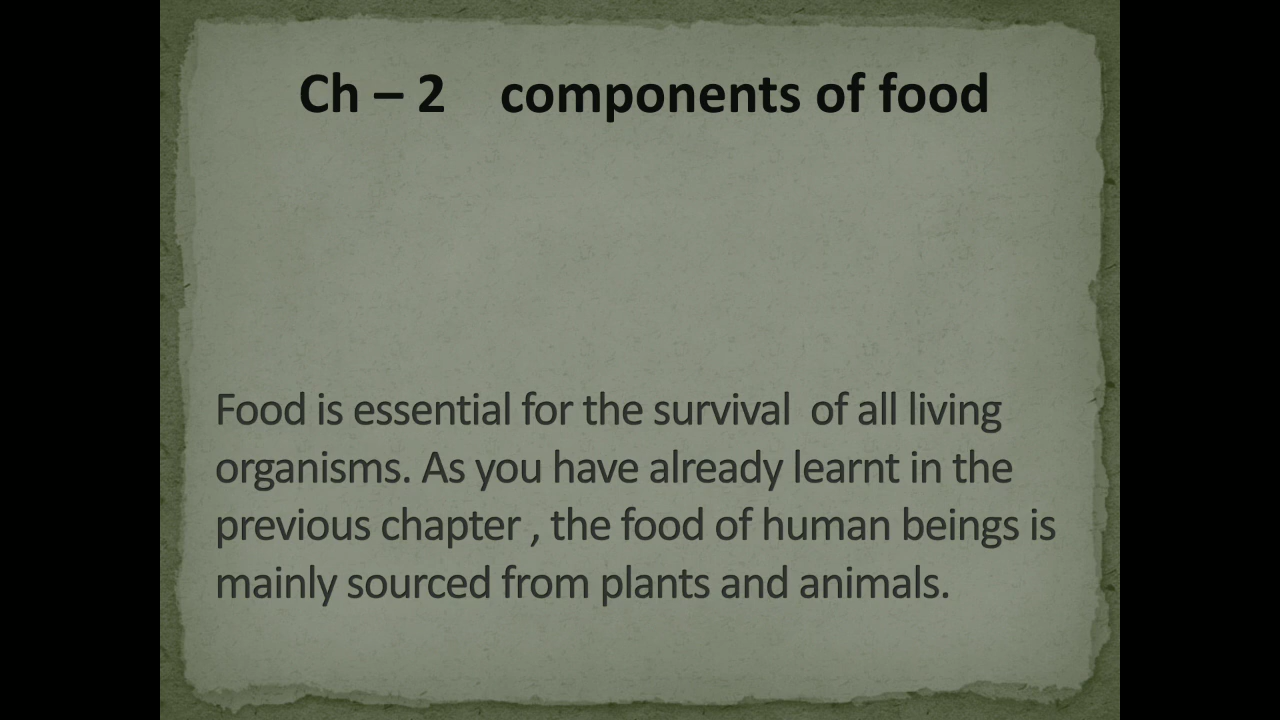 Ch – 2 components of food
Food is essential for the survival of all living
organisms. As you have already learnt in the
previous chapter , the food of human beings is
mainly sourced from plants and animals.